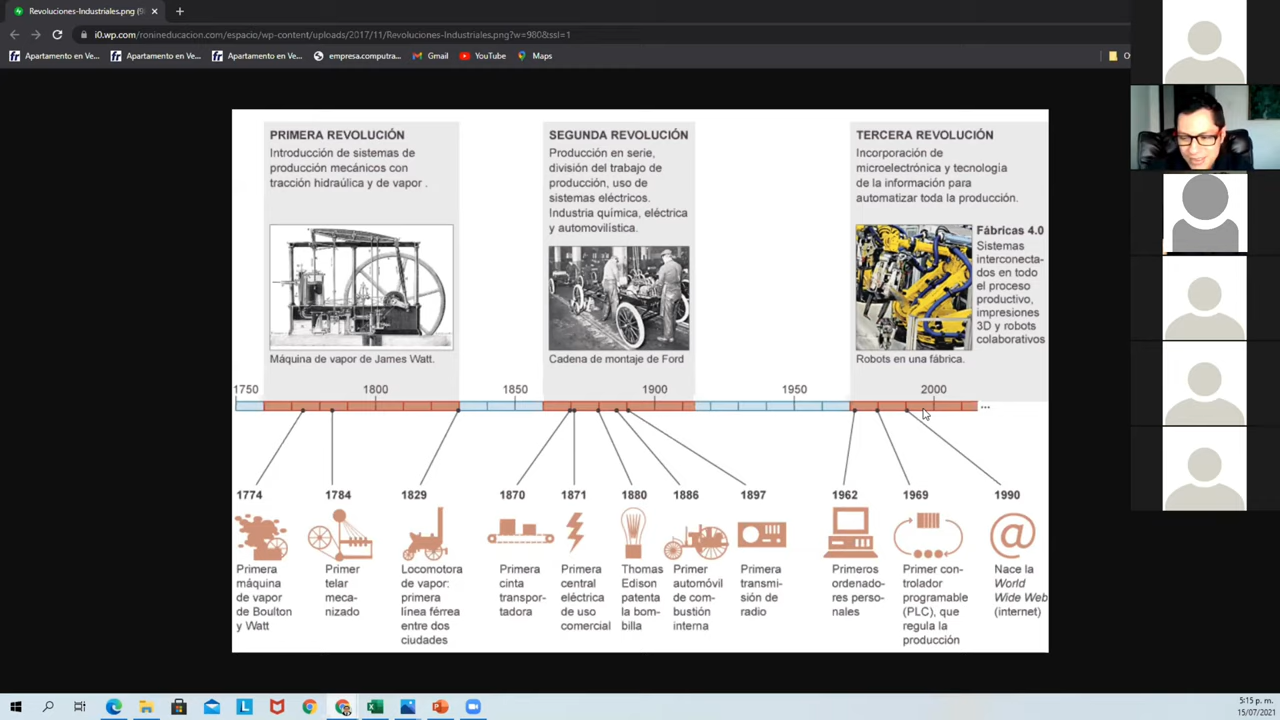 Revoluciones-Industriales.png (9
i0.wp.com/ronineducacion.com/espacio/wp-content/uploads/2017/11/Revoluciones-Industriales.png?w=980&ssl=1
Apartamento en Ve...
Apartamento en Ve...
Apartamento en Ve...
empresa.computra...
Gmail
YouTube
Maps
O
PRIMERA REVOLUCIÓN
Introducción de sistemas de
producción mecánicos con
tracción hidraúlica y de vapor .
Máquina de vapor de James Watt.
SEGUNDA REVOLUCIÓN
Producción en serie,
división del trabajo de
producción, uso de
sistemas eléctricos.
Industria química, eléctrica
y automovilística.
Cadena de montaje de Ford
TERCERA REVOLUCIÓN
Incorporación de
microelectrónica y tecnología
de la información para
automatizar toda la producción.
Fábricas 4.0
Sistemas
interconecta-
dos en todo
el proceso
productivo,
impresiones
3D y robots
colaborativos
Robots en una fábrica.
1750
1800
1850
1900
1950
2000
...
1774
Primera
máquina
de vapor
de Boulton
y Watt
1784
Primer
telar
meca-
nizado
1829
Locomotora
de vapor:
primera
línea férrea
entre dos
ciudades
1870
Primera
cinta
transpor-
tadora
1871
Primera
central
eléctrica
de uso
comercial
1880
Thomas
Edison
patenta
la bom-
billa
1886
Primer
automóvil
de com-
bustión
interna
1897
Primera
transmi-
sión de
radio
1962
Primeros
ordenado-
res perso-
nales
1969
Primer con-
trolador
programable
(PLC), que
regula la
producción
1990
@
Nace la
World
Wide Web
(internet)
5:15 p. m.
15/07/2021